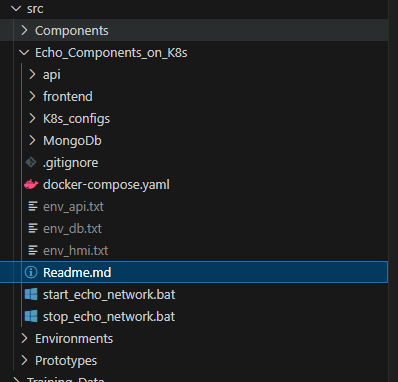 src
Components
Echo_Components_on_K8s
api
frontend
K8s_configs
MongoDb
.gitignore
docker-compose.yaml
env_api.txt
env_db.txt
env_hmi.txt
Readme.md
start_echo_network.bat
stop_echo_network.bat
Environments
Prototypes
Training_Data